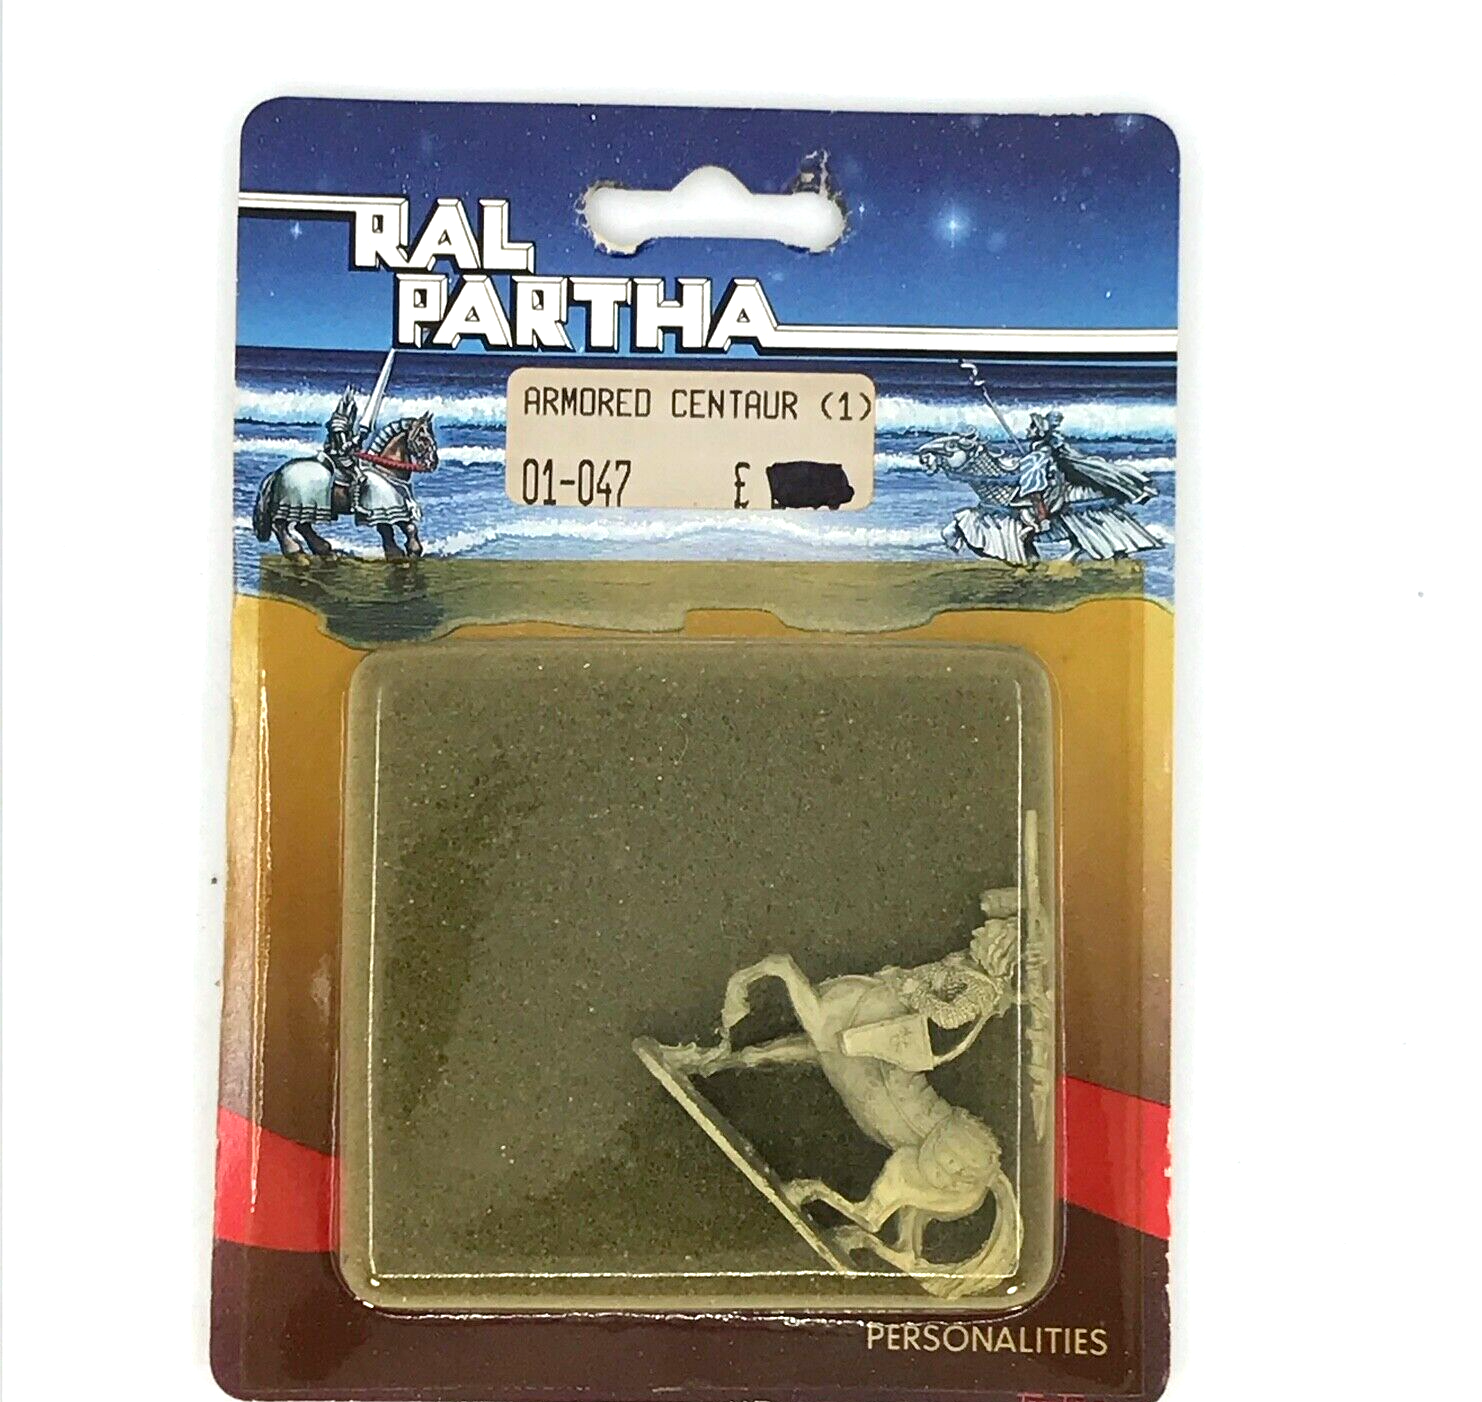 RAL
PARTHA
ARMORED CENTAUR (1)
01-047 £
PERSONALITIES